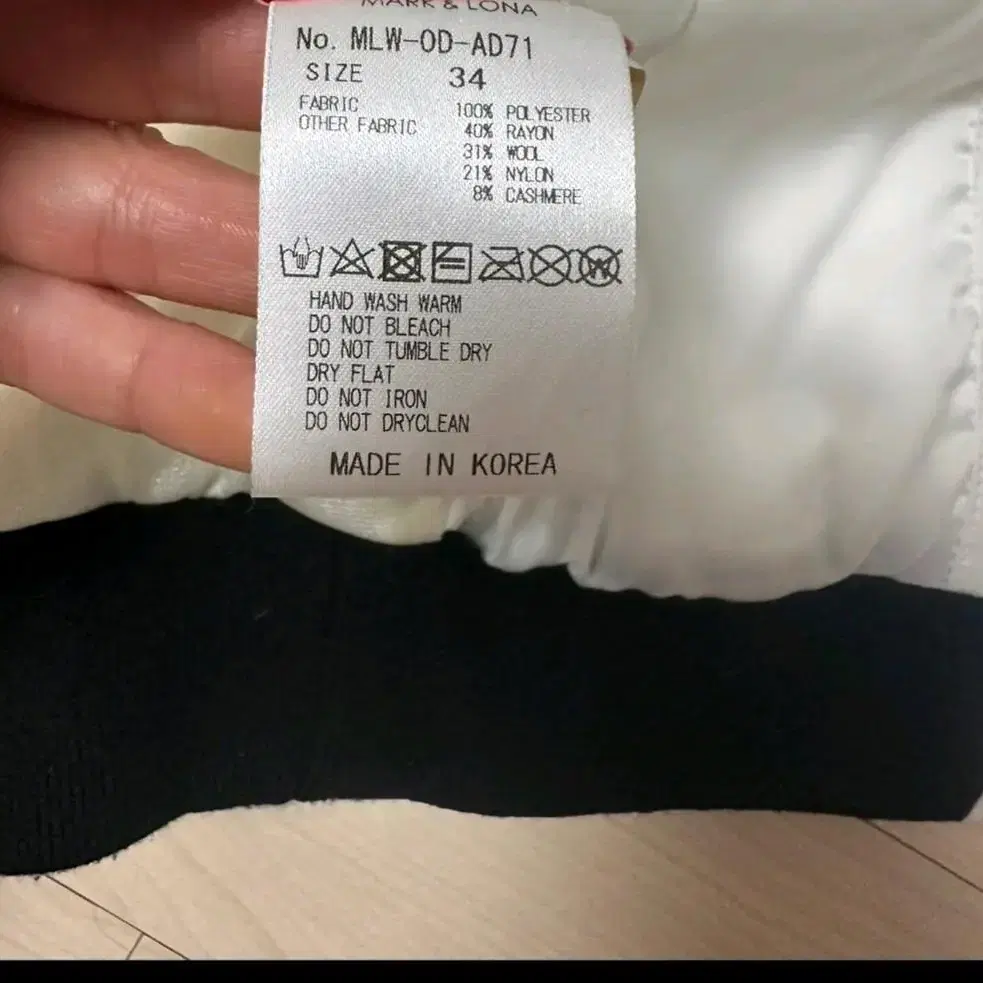 MARK & LONA
No. MLW-OD-AD71
SIZE 34
FABRIC 100% POLYESTER
OTHER FABRIC 40% RAYON
31% WOOL
21% NYLON
8% CASHMERE
W
HAND WASH WARM
DO NOT BLEACH
DO NOT TUMBLE DRY
DRY FLAT
DO NOT IRON
DO NOT DRYCLEAN
MADE IN KOREA